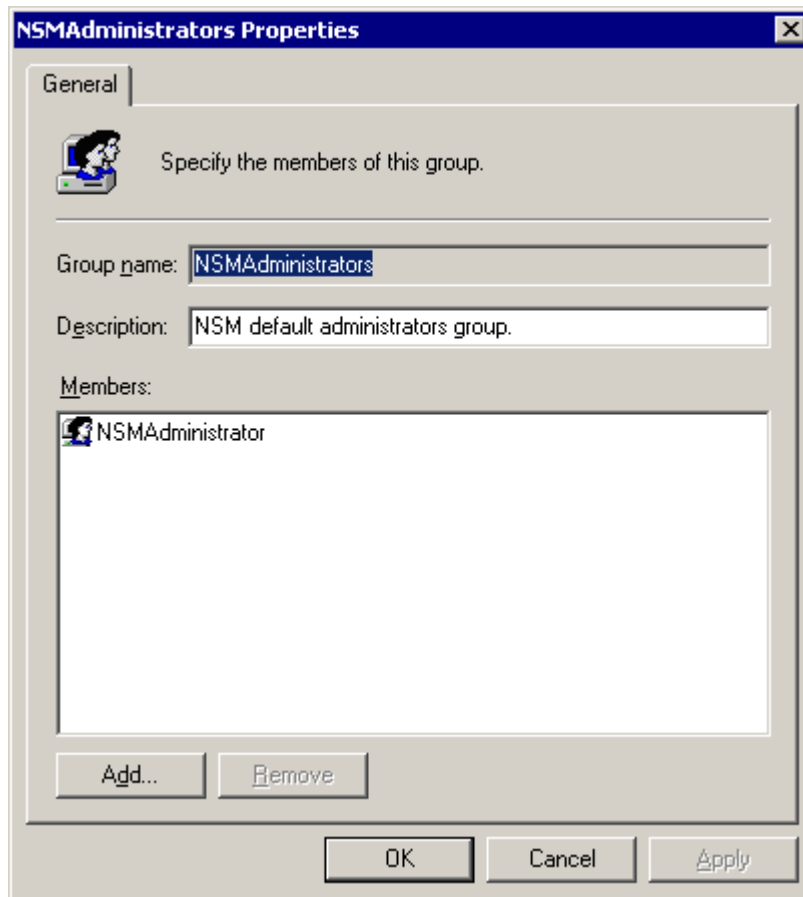 NSMAdministrators Properties
General
Specify the members of this group.
Group name: NSMAdministrators
Description: NSM default administrators group.
Members:
NSMAdministrator
Add... Remove
OK Cancel Apply